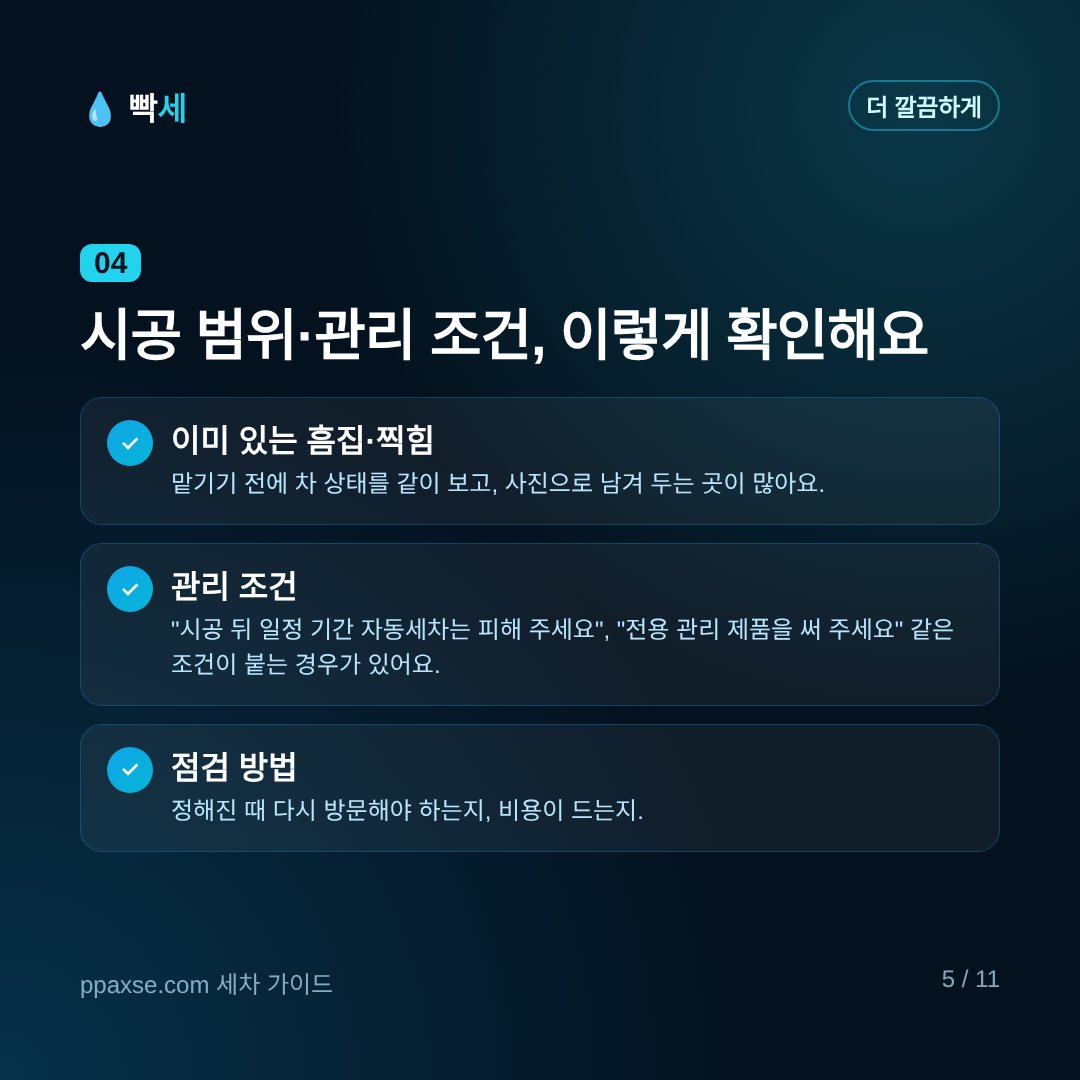 빡세
더 깔끔하게
04
시공 범위·관리 조건, 이렇게 확인해요
이미 있는 흠집·찍힘
맡기기 전에 차 상태를 같이 보고, 사진으로 남겨 두는 곳이 많아요.
관리 조건
"시공 뒤 일정 기간 자동세차는 피해 주세요", "전용 관리 제품을 써 주세요" 같은
조건이 붙는 경우가 있어요.
점검 방법
정해진 때 다시 방문해야 하는지, 비용이 드는지.
ppaxse.com 세차 가이드
5 / 11